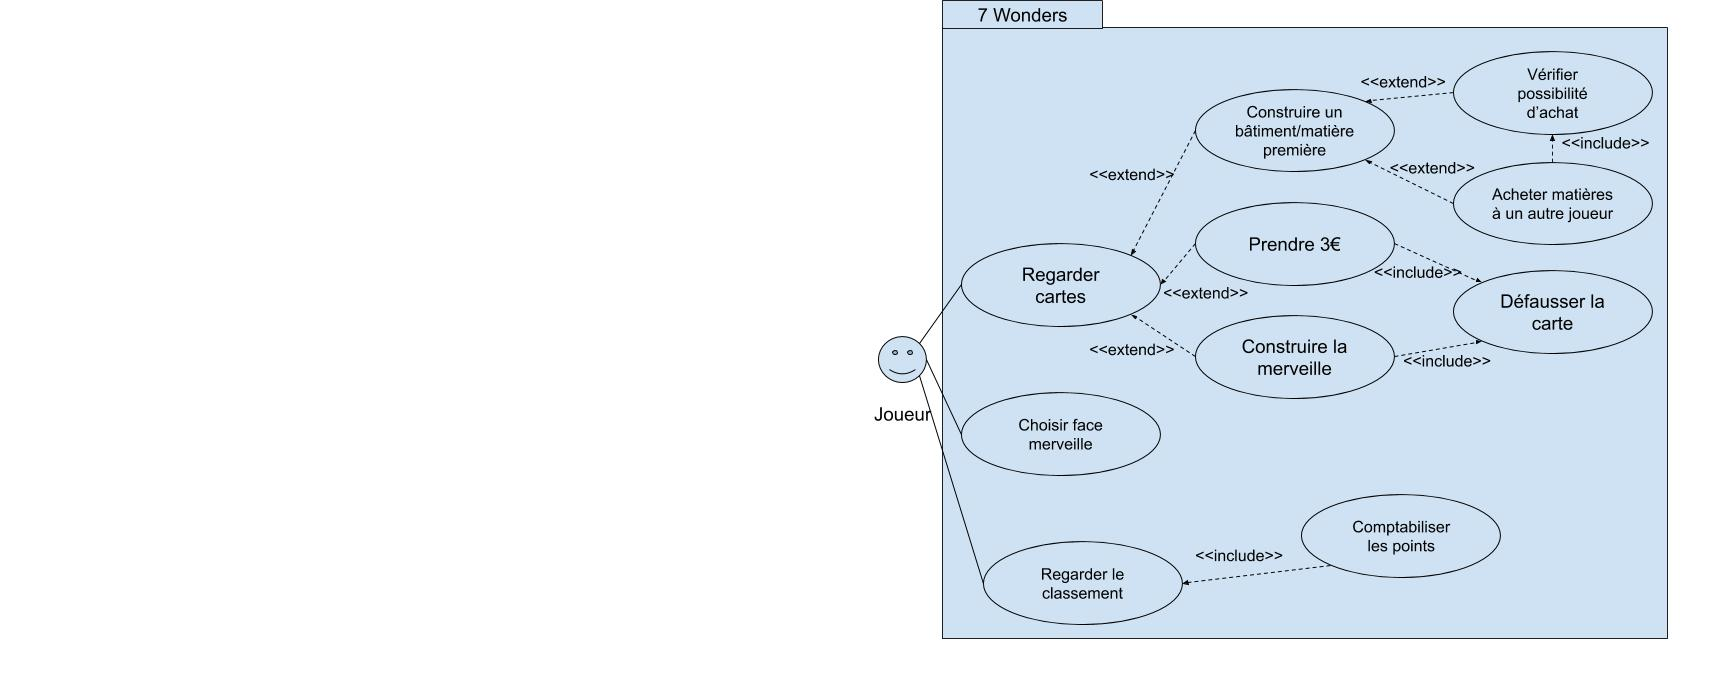 7 Wonders
<<extend>>
Vérifier
possibilité
d'achat
Construire un
bâtiment/matière
première
<<include>>
<<extend>>
<<extend>>
Acheter matières
à un autre joueur
Prendre 3€
<<include>>
Regarder
cartes
<<extend>>
Défausser la
carte
<<extend>>
Construire la
merveille
<<include>>
Joueur
Choisir face
merveille
Comptabiliser
les points
<<include>>
Regarder le
classement